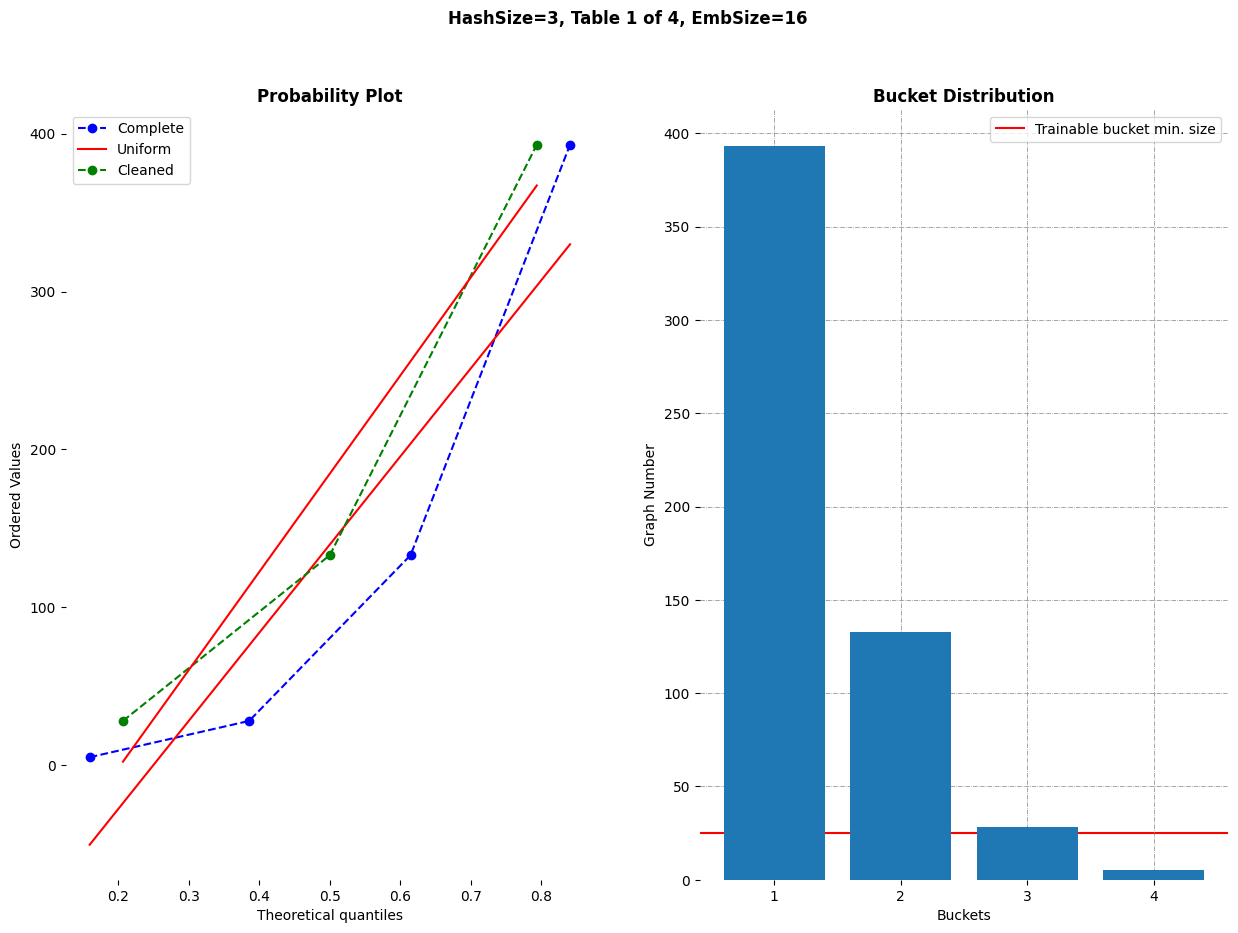 HashSize=3, Table 1 of 4, EmbSize=16
Probability Plot
Complete
Uniform
Cleaned
400
300
200
100
0
Ordered Values
0.2 0.3 0.4 0.5 0.6 0.7 0.8
Theoretical quantiles
Bucket Distribution
Trainable bucket min. size
400
350
300
250
200
150
100
50
0
Graph Number
1 2 3 4
Buckets